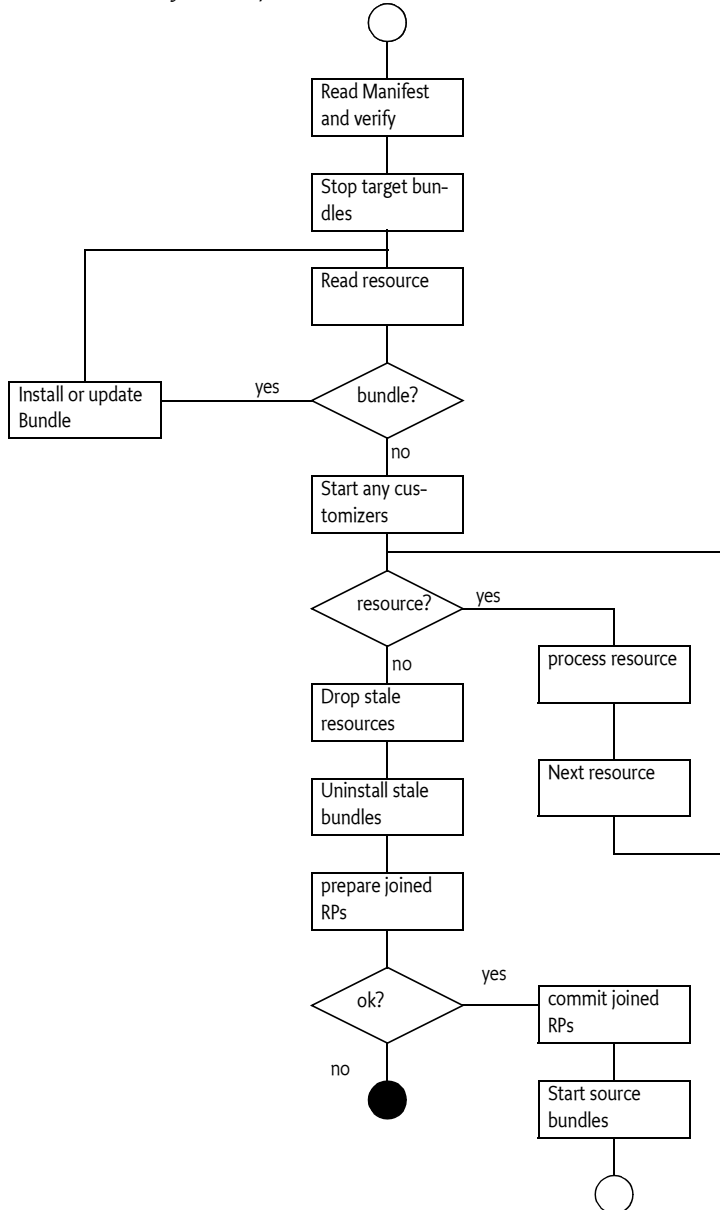 Read Manifest
and verify
Stop target bun-
dles
Read resource
bundle?
yes
Install or update
Bundle
no
Start any cus-
tomizers
resource?
yes
process resource
no
Drop stale
resources
Next resource
Uninstall stale
bundles
prepare joined
RPs
ok?
yes
commit joined
RPs
no
Start source
bundles